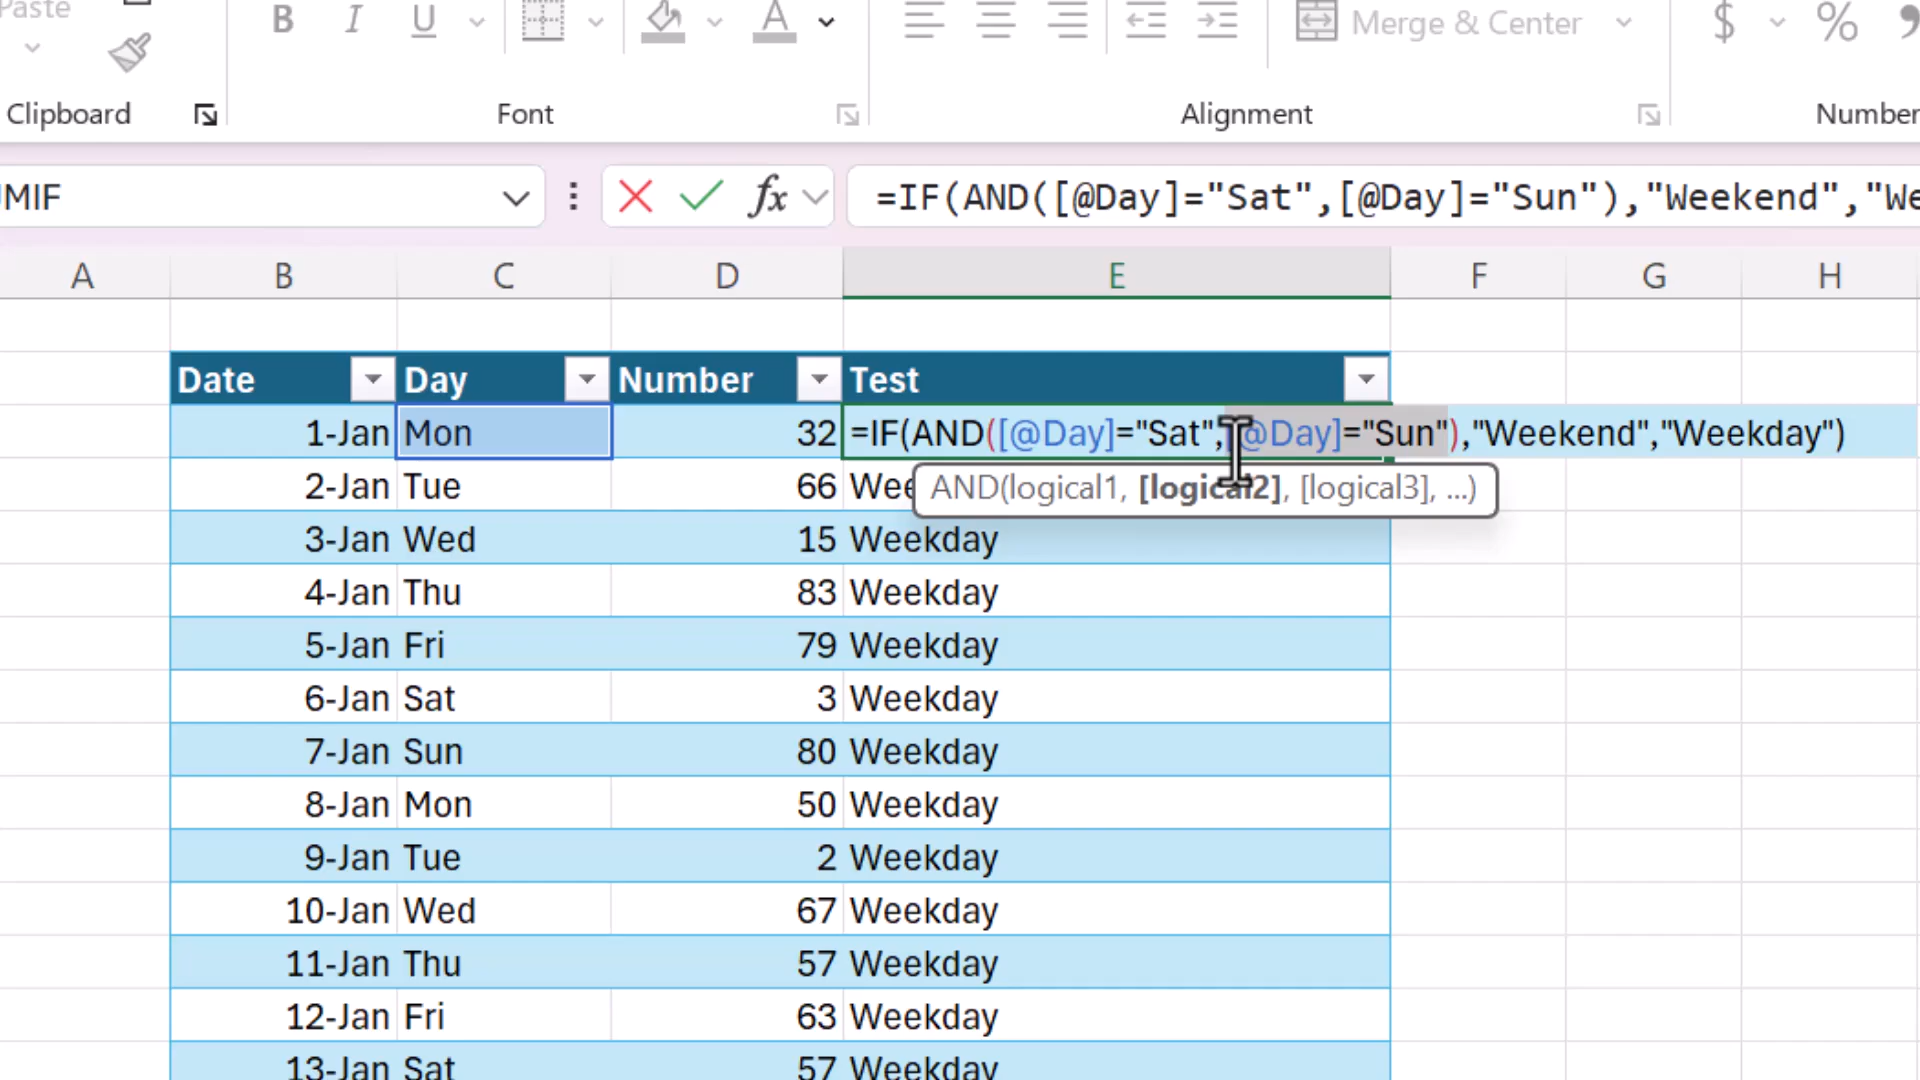 Paste
B I U A
Merge & Center
$ %
Clipboard
Font
Alignment
Number
MIF
fx
=IF(AND([@Day]="Sat",[@Day]="Sun"),"Weekend","We
A B C D E F G H
Date Day Number Test
1-Jan Mon 32 =IF(AND([@Day]="Sat",[@Day]="Sun"),"Weekend","Weekday")
AND(logical1, [logical2], [logical3], ...)
2-Jan Tue 66 Wee
3-Jan Wed 15 Weekday
4-Jan Thu 83 Weekday
5-Jan Fri 79 Weekday
6-Jan Sat 3 Weekday
7-Jan Sun 80 Weekday
8-Jan Mon 50 Weekday
9-Jan Tue 2 Weekday
10-Jan Wed 67 Weekday
11-Jan Thu 57 Weekday
12-Jan Fri 63 Weekday
13-Jan Sat 57 Weekday